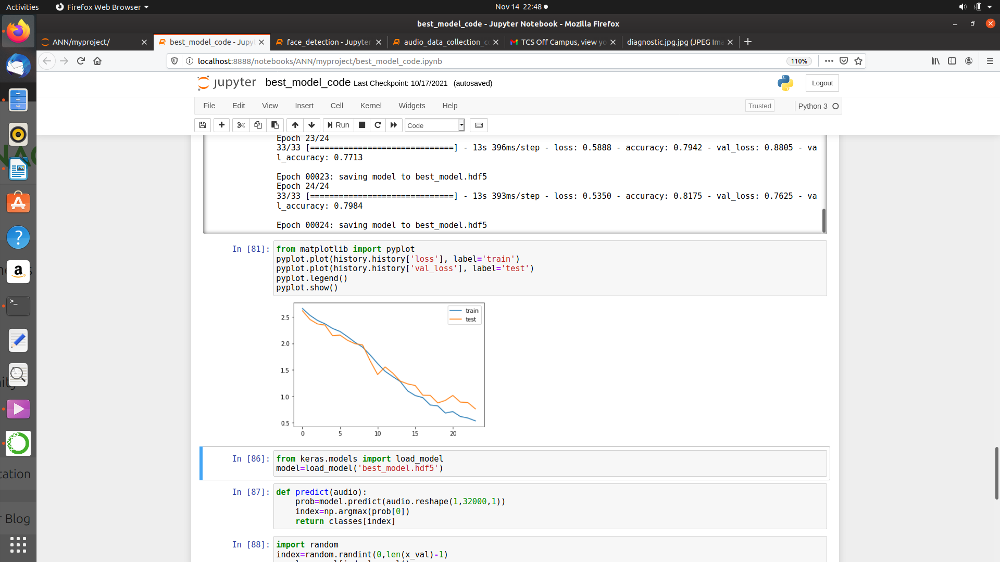 Activities
Firefox Web Browser
Nov 14 22:48
best_model_code - Jupyter Notebook - Mozilla Firefox
ANN/myproject/
best_model_code - Jupyt
face_detection - Jupyter
audio_data_collection_c
TCS Off Campus, view yo
diagnostic.jpg.jpg (JPEG Ima
localhost:8888/notebooks/ANN/myproject/best_model_code.ipynb
110%
jupyter
best_model_code
Last Checkpoint: 10/17/2021
(autosaved)
Logout
File
Edit
View
Insert
Cell
Kernel
Widgets
Help
Trusted
Python 3
Run
Code
Epoch 23/24
33/33 [==============================] - 13s 396ms/step - loss: 0.5888 - accuracy: 0.7942 - val_loss: 0.8805 - va
l_accuracy: 0.7713
Epoch 00023: saving model to best_model.hdf5
Epoch 24/24
33/33 [==============================] - 13s 393ms/step - loss: 0.5350 - accuracy: 0.8175 - val_loss: 0.7625 - va
l_accuracy: 0.7984
Epoch 00024: saving model to best_model.hdf5
In [81]:
from matplotlib import pyplot
pyplot.plot(history.history['loss'], label='train')
pyplot.plot(history.history['val_loss'], label='test')
pyplot.legend()
pyplot.show()
train
test
2.5
2.0
1.5
1.0
0.5
0 5 10 15 20
In [86]:
from keras.models import load_model
model=load_model('best_model.hdf5')
In [87]:
def predict(audio):
    prob=model.predict(audio.reshape(1,32000,1))
    index=np.argmax(prob[0])
    return classes[index]
In [88]:
import random
index=random.randint(0,len(x_val)-1)
tation
r Blog